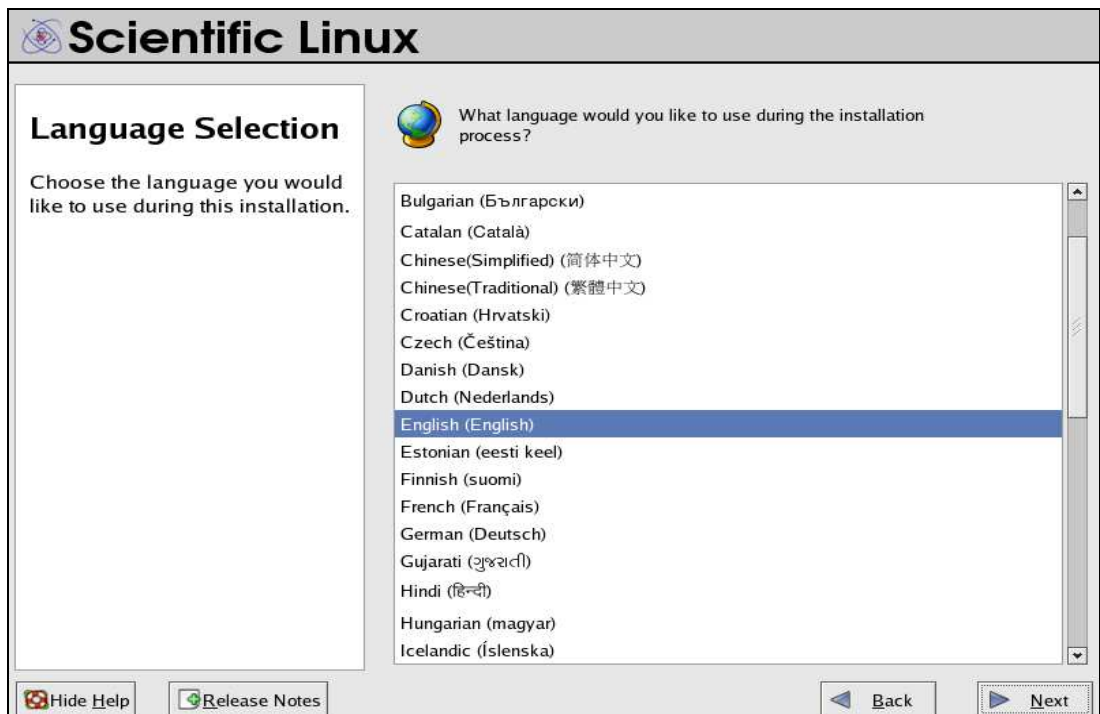 Scientific Linux
Language Selection
Choose the language you would
like to use during this installation.
What language would you like to use during the installation
process?
Bulgarian (Български)
Catalan (Català)
Chinese(Simplified) (简体中文)
Chinese(Traditional) (繁體中文)
Croatian (Hrvatski)
Czech (Čeština)
Danish (Dansk)
Dutch (Nederlands)
English (English)
Estonian (eesti keel)
Finnish (suomi)
French (Français)
German (Deutsch)
Gujarati (ગુજરાતી)
Hindi (हिन्दी)
Hungarian (magyar)
Icelandic (Íslenska)
Hide Help
Release Notes
Back
Next